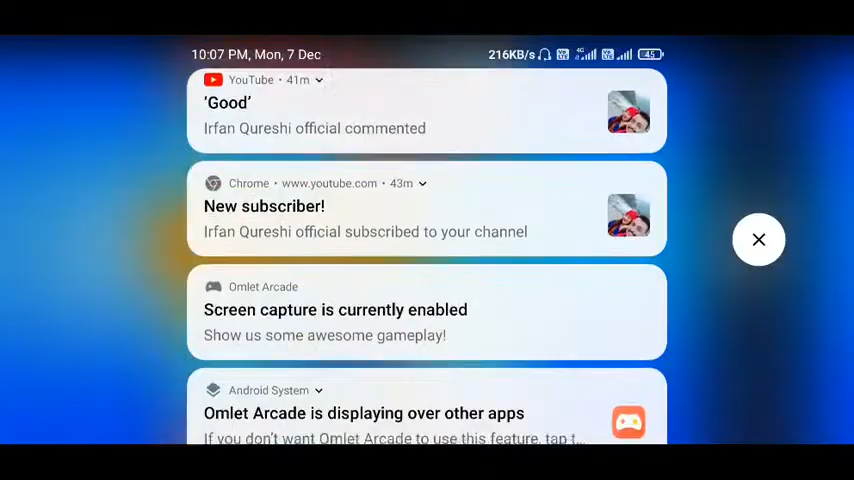 10:07 PM, Mon, 7 Dec 216KB/s 4G 45
YouTube • 41m
'Good'
Irfan Qureshi official commented
Chrome • www.youtube.com • 43m
New subscriber!
Irfan Qureshi official subscribed to your channel
Omlet Arcade
Screen capture is currently enabled
Show us some awesome gameplay!
Android System
Omlet Arcade is displaying over other apps
If you don't want Omlet Arcade to use this feature, tap t...